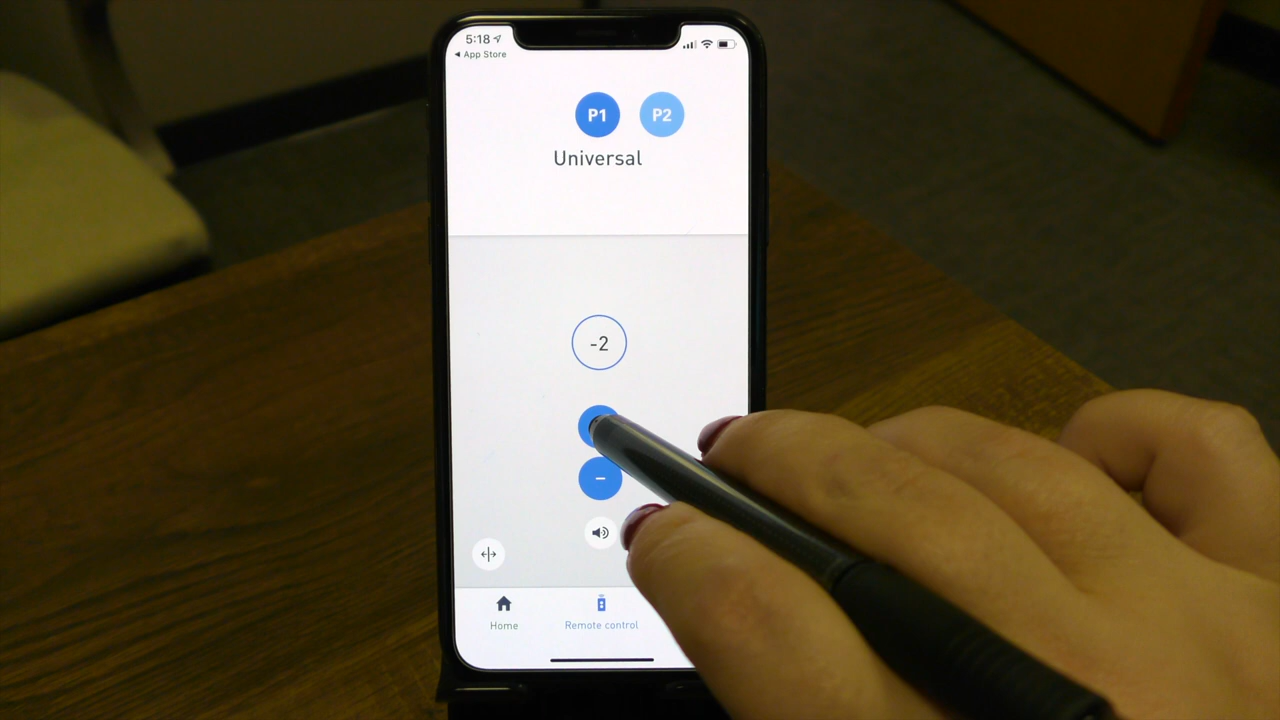 5:18
App Store
P1 P2
Universal
-2
–
Home Remote control